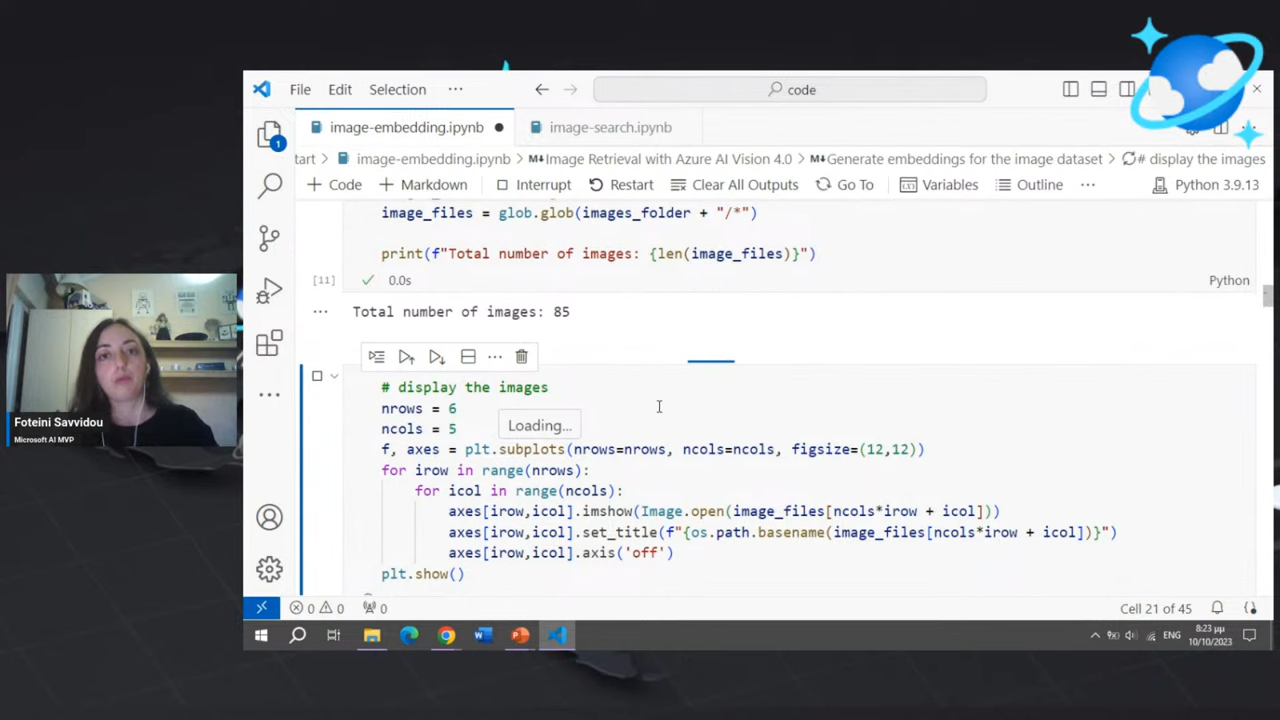 File Edit Selection ···
code
image-embedding.ipynb
image-search.ipynb
1
tart > image-embedding.ipynb > M↓Image Retrieval with Azure AI Vision 4.0 > M↓Generate embeddings for the image dataset > # display the images
+ Code + Markdown Interrupt Restart Clear All Outputs Go To Variables Outline ··· Python 3.9.13
image_files = glob.glob(images_folder + "/*")
print(f"Total number of images: {len(image_files)}")
[11] 0.0s Python
··· Total number of images: 85
# display the images
nrows = 6
ncols = 5
Loading...
f, axes = plt.subplots(nrows=nrows, ncols=ncols, figsize=(12,12))
for irow in range(nrows):
for icol in range(ncols):
axes[irow,icol].imshow(Image.open(image_files[ncols*irow + icol]))
axes[irow,icol].set_title(f"{os.path.basename(image_files[ncols*irow + icol])}")
axes[irow,icol].axis('off')
plt.show()
Foteini Savvidou
Microsoft AI MVP
0 0 0 Cell 21 of 45
ENG 8:23 μμ
10/10/2023